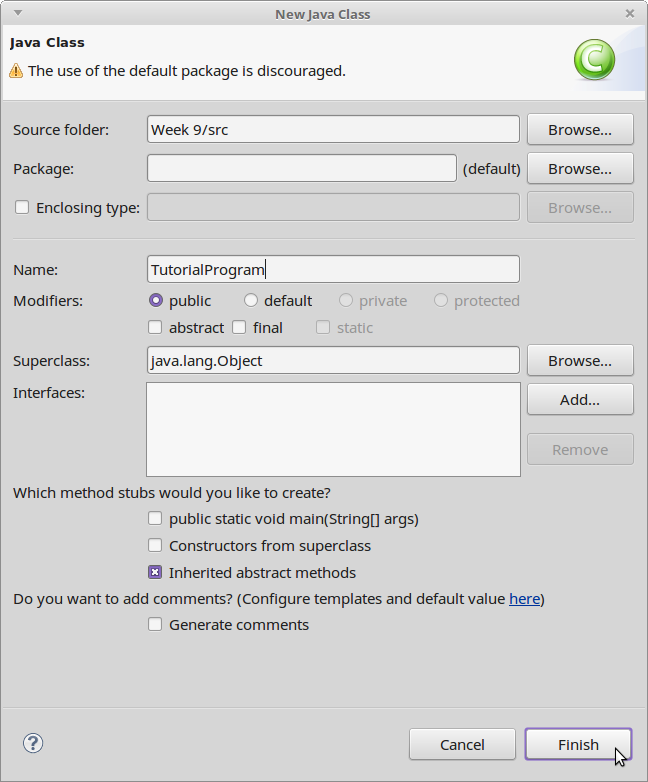 New Java Class
Java Class
The use of the default package is discouraged.
C
Source folder: Week 9/src Browse...
Package: (default) Browse...
Enclosing type: Browse...
Name: TutorialProgram
Modifiers: public default private protected
abstract final static
Superclass: java.lang.Object Browse...
Interfaces: Add...
Remove
Which method stubs would you like to create?
public static void main(String[] args)
Constructors from superclass
Inherited abstract methods
Do you want to add comments? (Configure templates and default value here)
Generate comments
? Cancel Finish